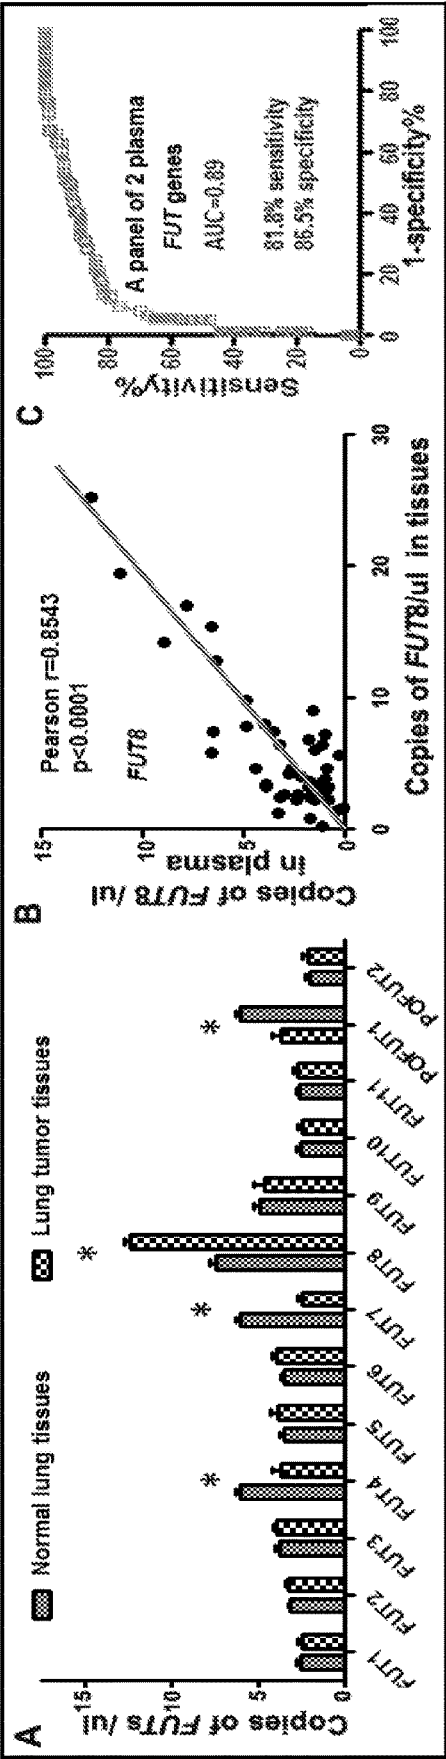 A
Normal lung tissues
Lung tumor tissues
Copies of FUTs /ul
15
10
5
0
FUT1
FUT2
FUT3
FUT4
FUT5
FUT6
FUT7
FUT8
FUT9
FUT10
FUT11
POFUT1
POFUT2
*
*
*
*
B
Pearson r=0.8543
p<0.0001
FUT8
Copies of FUT8 /ul
in plasma
15
10
5
0
0
10
20
30
Copies of FUT8/ul in tissues
C
Sensitivity%
100
80
60
40
20
0
A panel of 2 plasma
FUT genes
AUC=0.89
81.8% sensitivity
86.5% specificity
0
20
40
60
80
100
1-specificity%